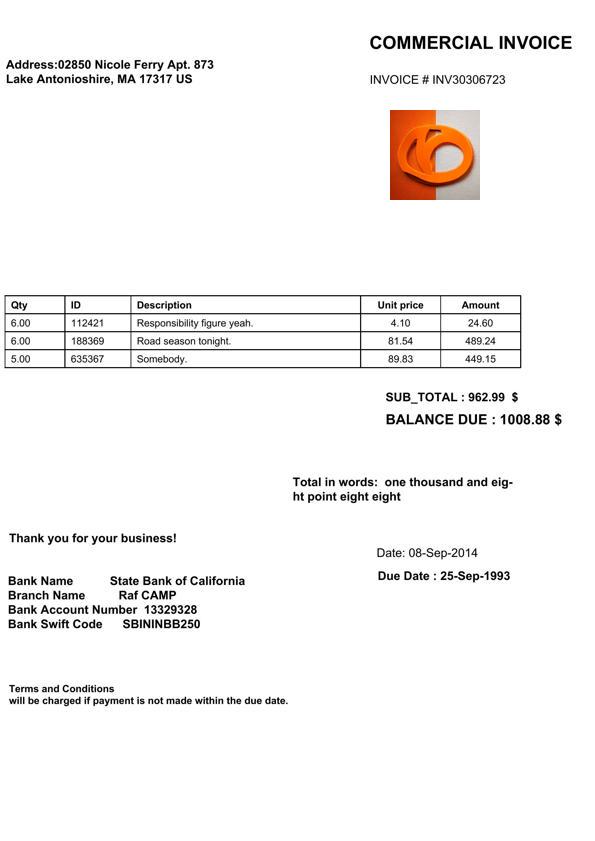 COMMERCIAL INVOICE
Address:02850 Nicole Ferry Apt. 873
Lake Antonioshire, MA 17317 US
INVOICE # INV30306723
Qty ID Description Unit price Amount
6.00 112421 Responsibility figure yeah. 4.10 24.60
6.00 188369 Road season tonight. 81.54 489.24
5.00 635367 Somebody. 89.83 449.15
SUB_TOTAL : 962.99 $
BALANCE DUE : 1008.88 $
Total in words: one thousand and eig-
ht point eight eight
Thank you for your business!
Date: 08-Sep-2014
Due Date : 25-Sep-1993
Bank Name State Bank of California
Branch Name Raf CAMP
Bank Account Number 13329328
Bank Swift Code SBININBB250
Terms and Conditions
will be charged if payment is not made within the due date.